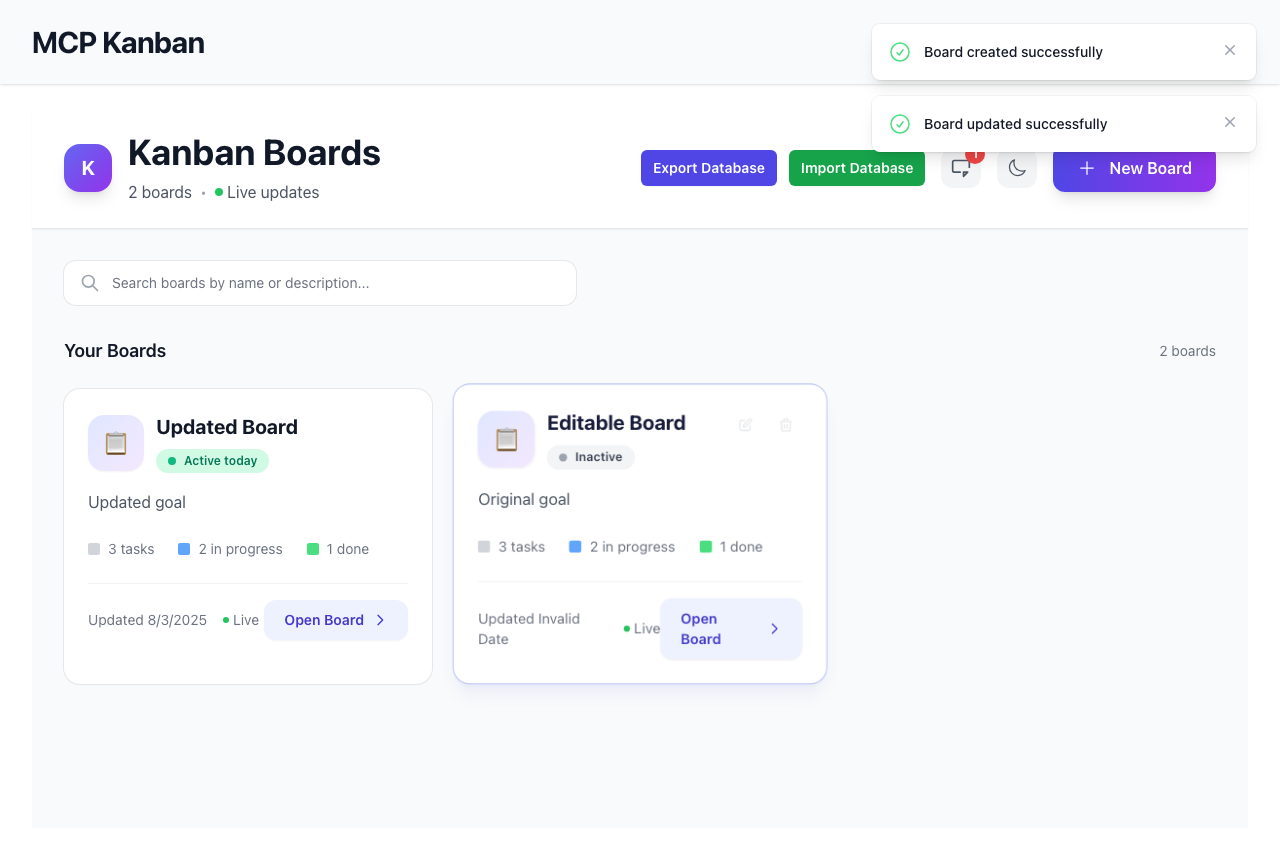 MCP Kanban
Board created successfully
Board updated successfully
K
Kanban Boards
2 boards • Live updates
Export Database
Import Database
New Board
Search boards by name or description...
Your Boards
2 boards
Updated Board
Active today
Updated goal
3 tasks
2 in progress
1 done
Updated 8/3/2025
Live
Open Board
Editable Board
Inactive
Original goal
3 tasks
2 in progress
1 done
Updated Invalid
Date
Live
Open
Board